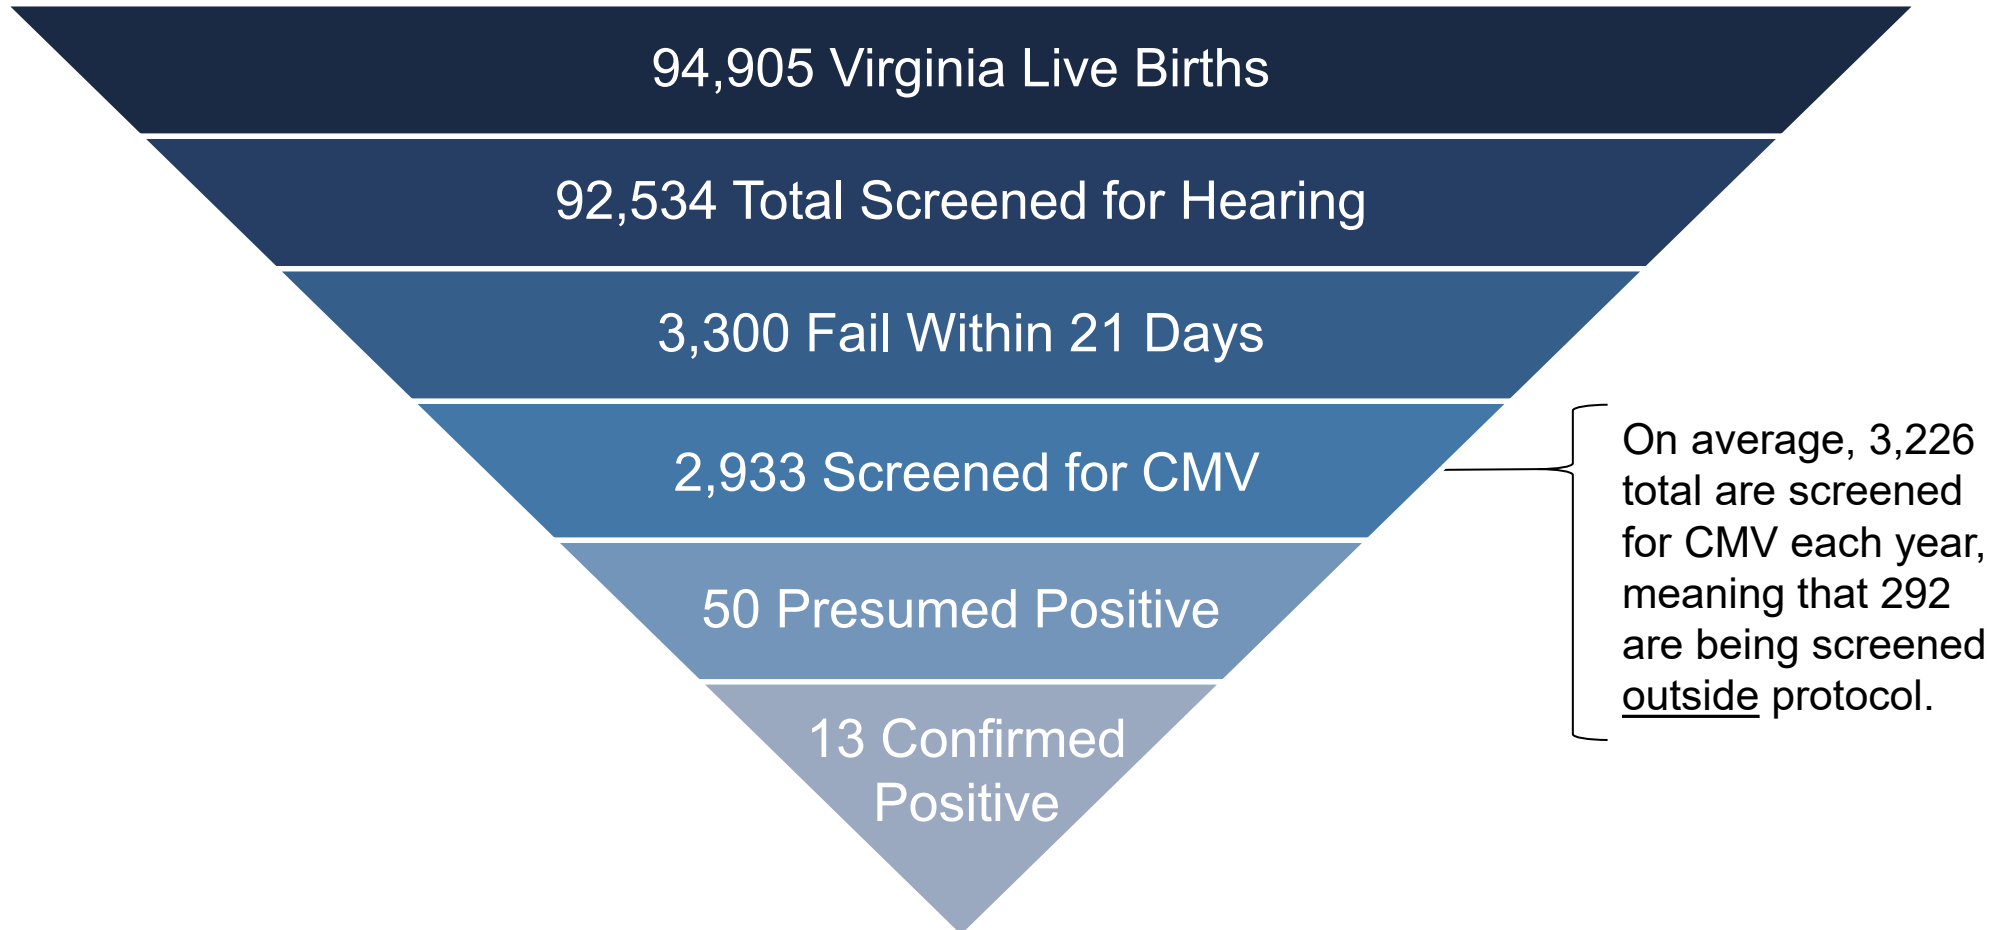 94,905 Virginia Live Births
92,534 Total Screened for Hearing
3,300 Fail Within 21 Days
2,933 Screened for CMV
On average, 3,226
total are screened
for CMV each year,
meaning that 292
are being screened
outside protocol.
50 Presumed Positive
13 Confirmed
Positive